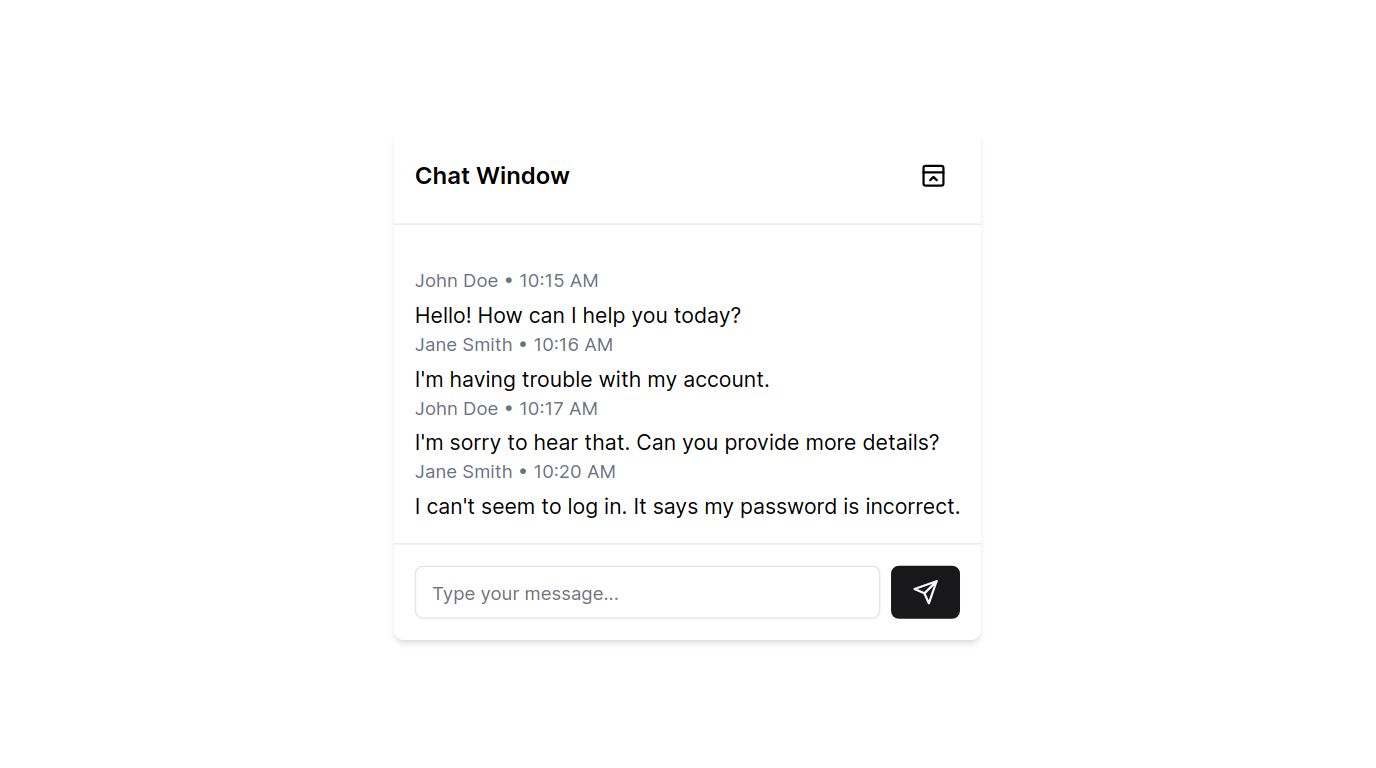 Chat Window
John Doe • 10:15 AM
Hello! How can I help you today?
Jane Smith • 10:16 AM
I'm having trouble with my account.
John Doe • 10:17 AM
I'm sorry to hear that. Can you provide more details?
Jane Smith • 10:20 AM
I can't seem to log in. It says my password is incorrect.
Type your message...